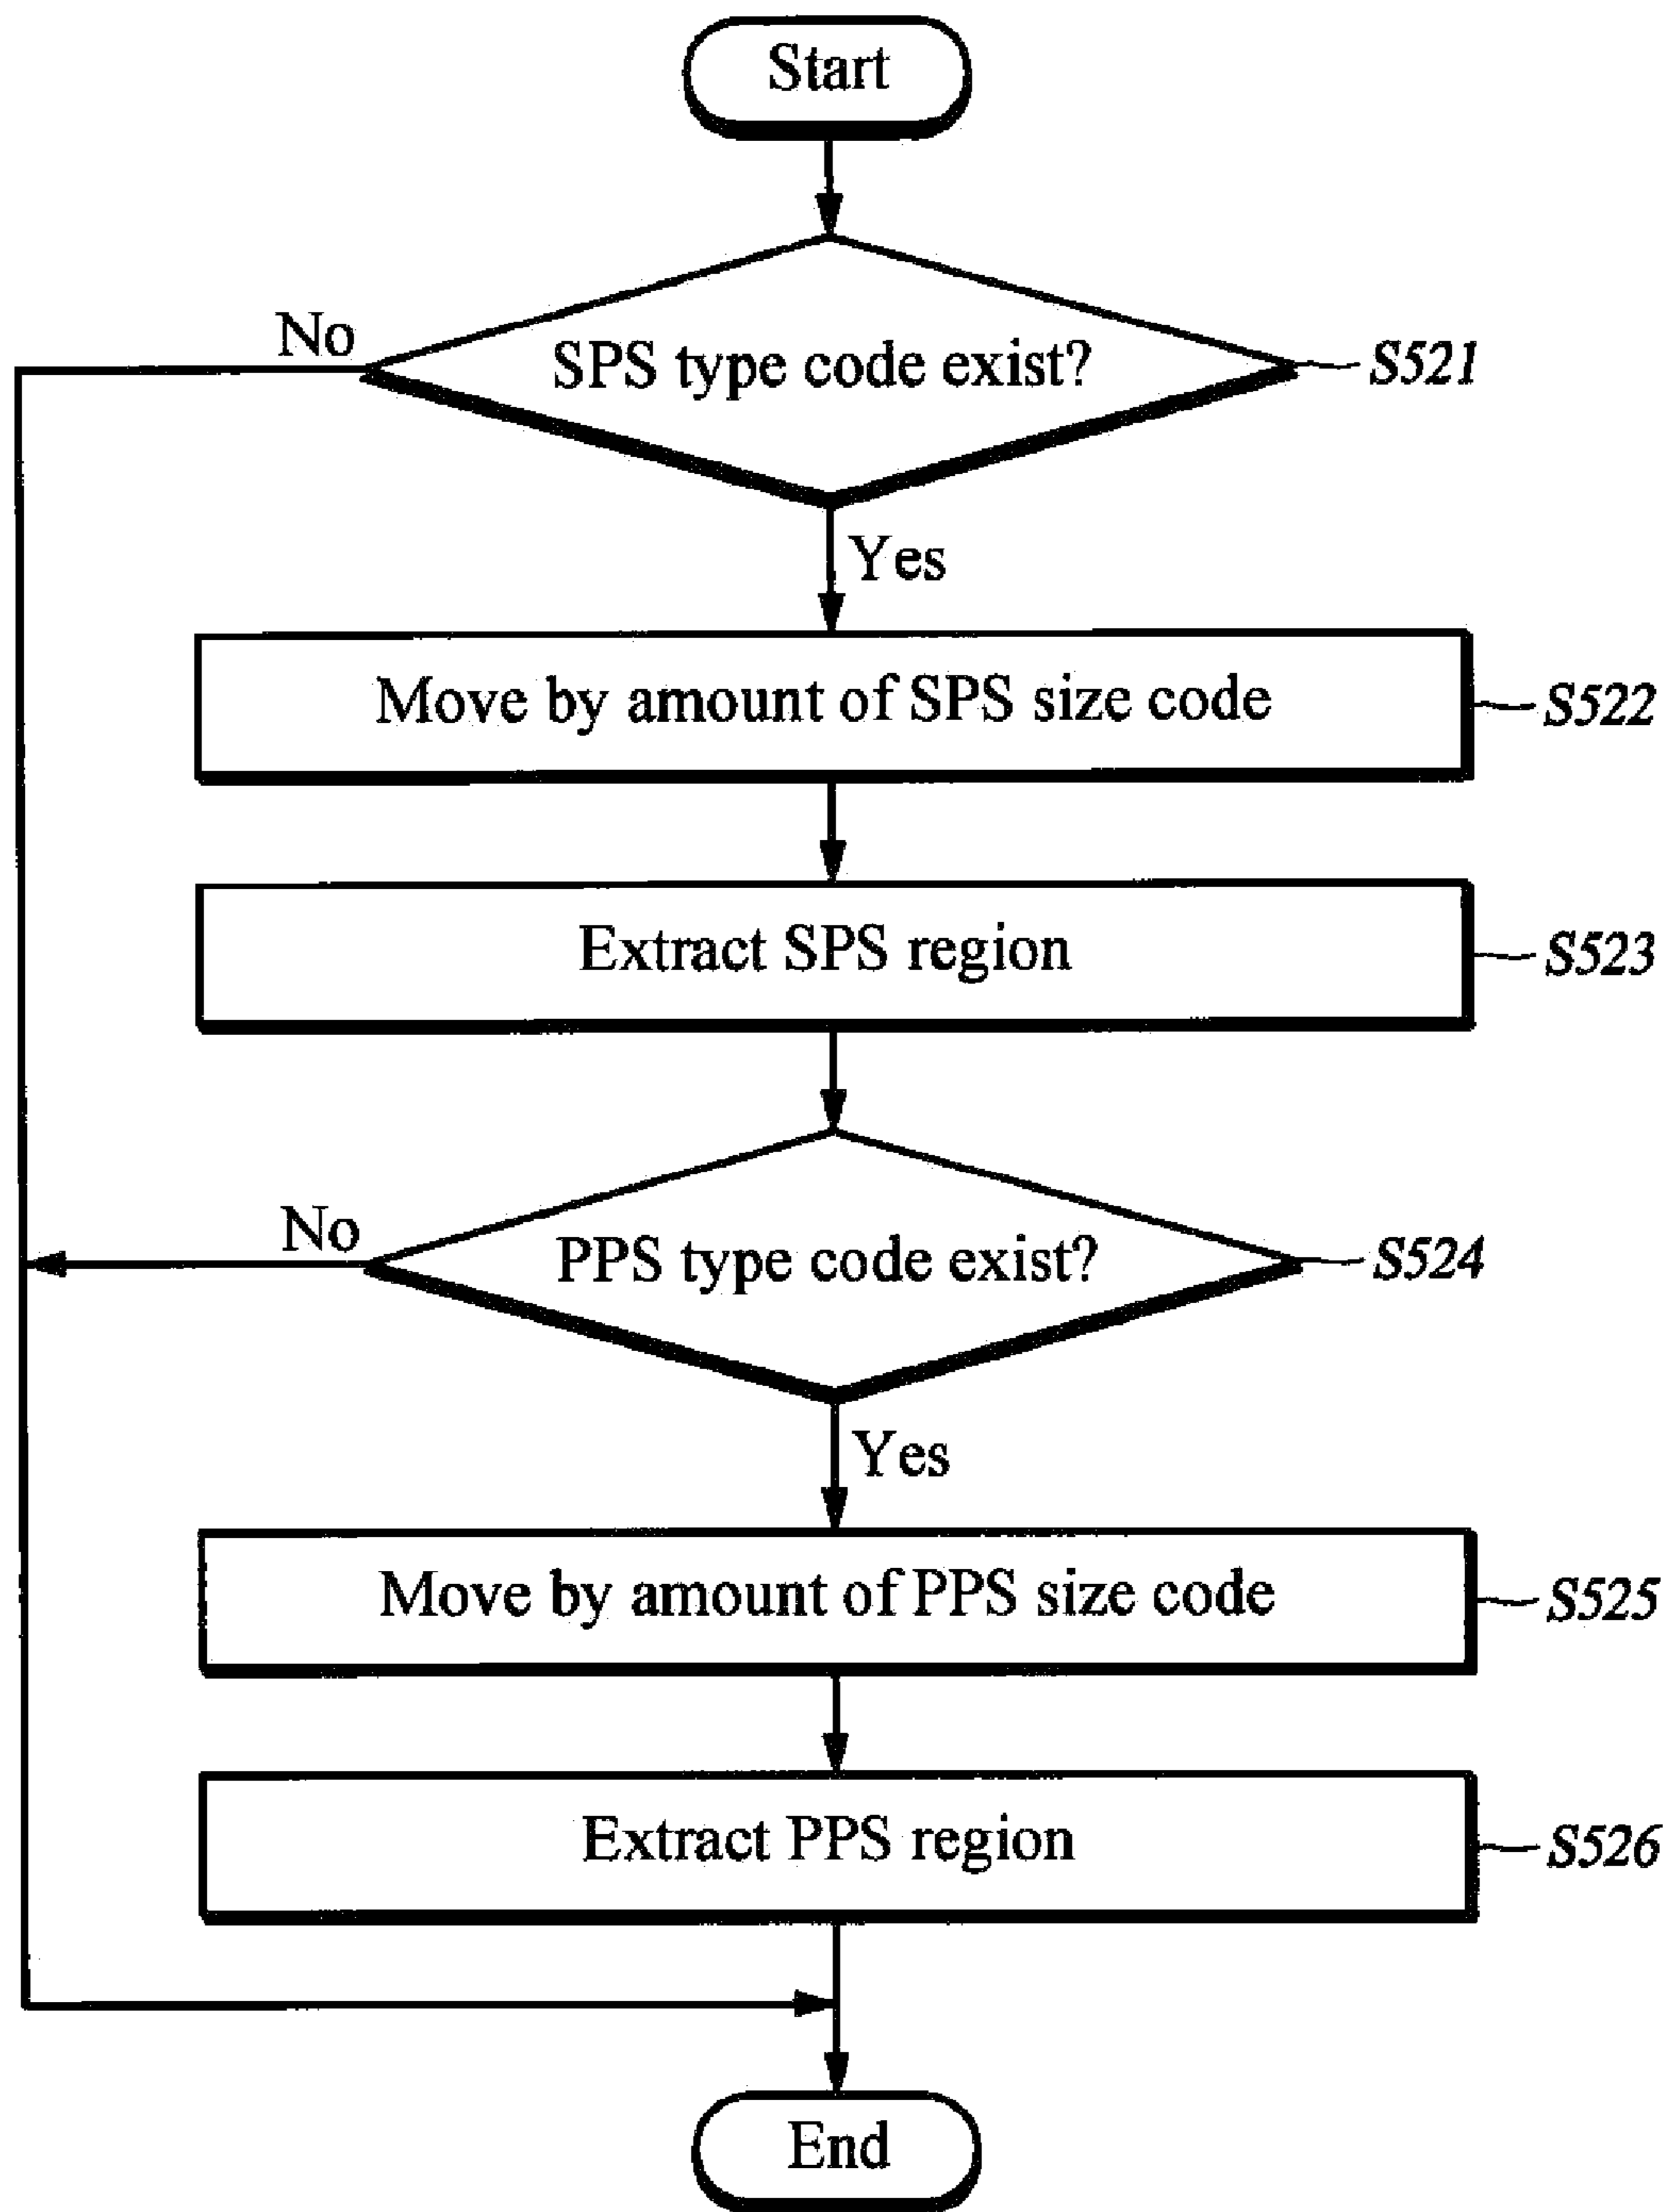 Start
No
SPS type code exist?
S521
Yes
Move by amount of SPS size code
S522
Extract SPS region
S523
No
PPS type code exist?
S524
Yes
Move by amount of PPS size code
S525
Extract PPS region
S526
End